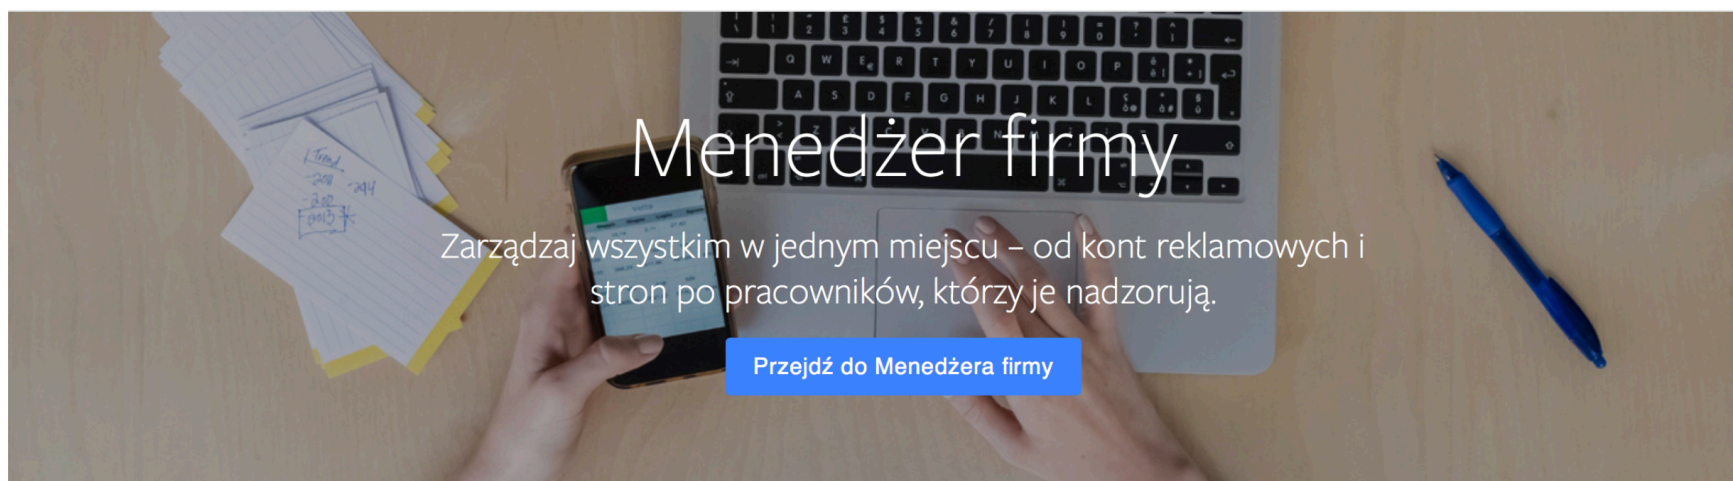 Menedżer firmy
Zarządzaj wszystkim w jednym miejscu – od kont reklamowych i
stron po pracowników, którzy je nadzorują.
Przejdź do Menedżera firmy